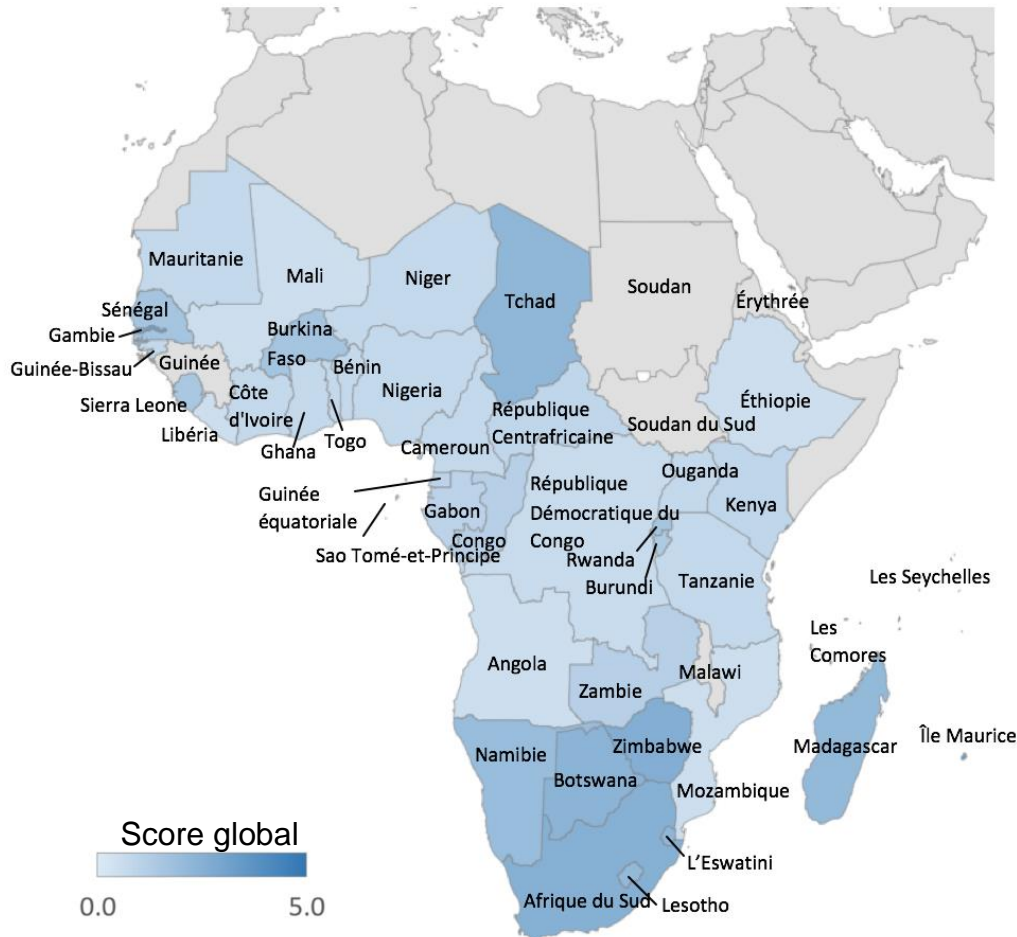 Mauritanie
Mali
Niger
Tchad
Soudan
Érythrée
Sénégal
Gambie
Guinée-Bissau
Guinée
Burkina
Faso
Bénin
Nigeria
Sierra Leone
Côte
d'Ivoire
Libéria
Ghana
Togo
Cameroun
République
Centrafricaine
Soudan du Sud
Éthiopie
Guinée
équatoriale
Gabon
Congo
Sao Tomé-et-Principe
République
Démocratique du
Congo
Ouganda
Kenya
Rwanda
Burundi
Tanzanie
Les Seychelles
Les
Comores
Angola
Zambie
Malawi
Namibie
Zimbabwe
Botswana
Mozambique
Madagascar
Île Maurice
L'Eswatini
Lesotho
Afrique du Sud
Score global
0.0 5.0